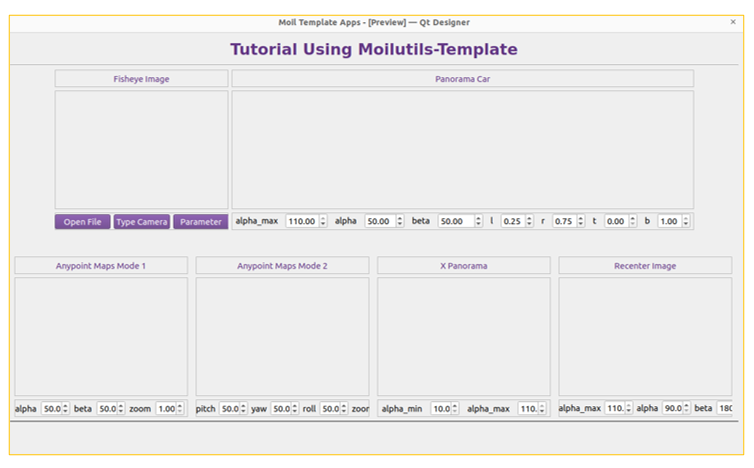 Moil Template Apps - [Preview] — Qt Designer ×
Tutorial Using Moilutils-Template
Fisheye Image Panorama Car
Open File Type Camera Parameter alpha_max 110.00 alpha 50.00 beta 50.00 l 0.25 r 0.75 t 0.00 b 1.00
Anypoint Maps Mode 1 Anypoint Maps Mode 2 X Panorama Recenter Image
alpha 50.0 beta 50.0 zoom 1.00 pitch 50.0 yaw 50.0 roll 50.0 zoor alpha_min 10.0 alpha_max 110. alpha_max 110. alpha 90.0 beta 180